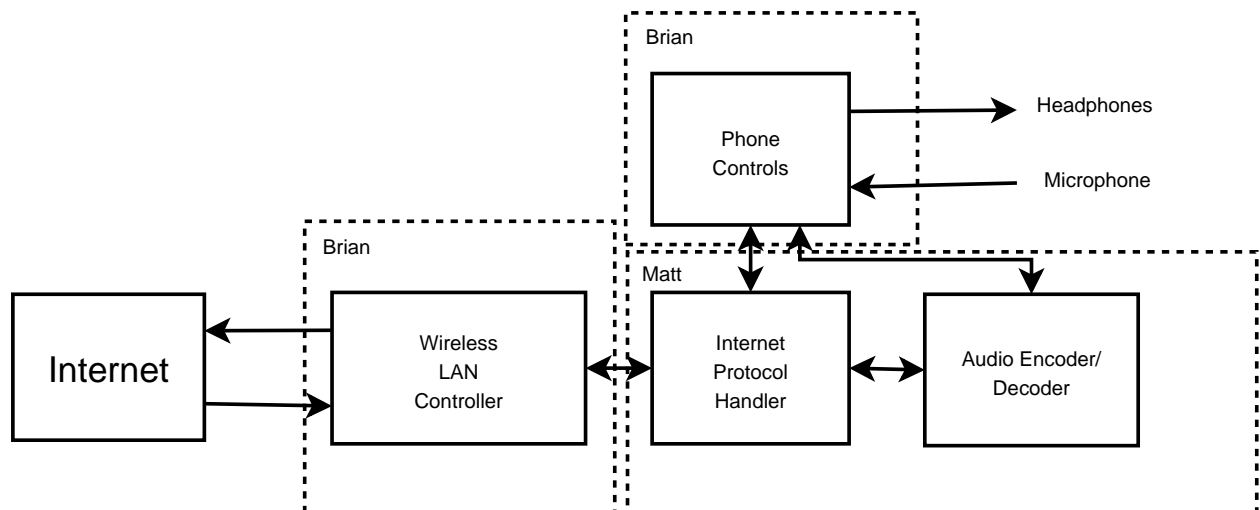 Brian
Phone
Controls
Headphones
Microphone
Brian
Matt
Internet
Wireless
LAN
Controller
Internet
Protocol
Handler
Audio Encoder/
Decoder